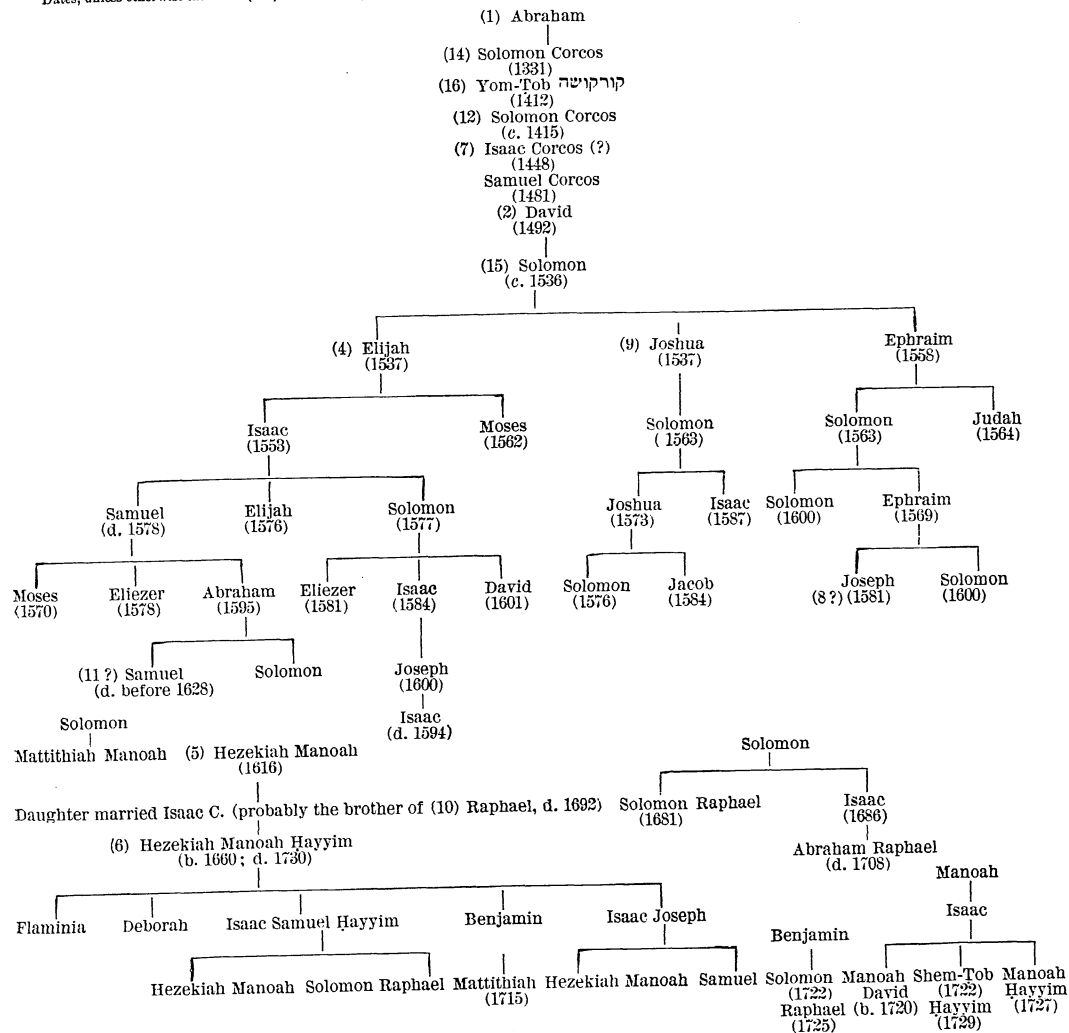 Dates, unless otherwise
(1) Abraham
(14) Solomon Corcos
(1331)
(16) Yom-Ṭob קורקושה
(1412)
(12) Solomon Corcos
(c. 1415)
(7) Isaac Corcos (?)
(1448)
Samuel Corcos
(1481)
(2) David
(1492)
(15) Solomon
(c. 1536)
(4) Elijah (9) Joshua Ephraim
(1537) (1537) (1558)
Isaac Moses Solomon Solomon Judah
(1553) (1562) ( 1563) (1563) (1564)
Samuel Elijah Solomon Joshua Isaac Solomon Ephraim
(d. 1578) (1576) (1577) (1573) (1587) (1600) (1569)
Moses Eliezer Abraham Eliezer Isaac David Solomon Jacob Joseph Solomon
(1570) (1578) (1595) (1581) (1584) (1601) (1576) (1584) (8 ?) (1581) (1600)
(11 ?) Samuel Solomon Joseph
(d. before 1628) (1600)
Solomon Isaac
(d. 1594)
Mattithiah Manoah (5) Hezekiah Manoah Solomon
(1616)
Daughter married Isaac C. (probably the brother of (10) Raphael, d. 1692) Solomon Raphael Isaac
(1681) (1686)
(6) Hezekiah Manoah Ḥayyim Abraham Raphael
(b. 1660; d. 1730) (d. 1708)
Manoah
Flaminia Deborah Isaac Samuel Ḥayyim Benjamin Isaac Joseph Isaac
Benjamin
Hezekiah Manoah Solomon Raphael Mattithiah Hezekiah Manoah Samuel Solomon Manoah Shem-Ṭob Manoah
(1715) (1722) David (1722) Ḥayyim
Raphael (b. 1720) Ḥayyim (1727)
(1725) (1729)